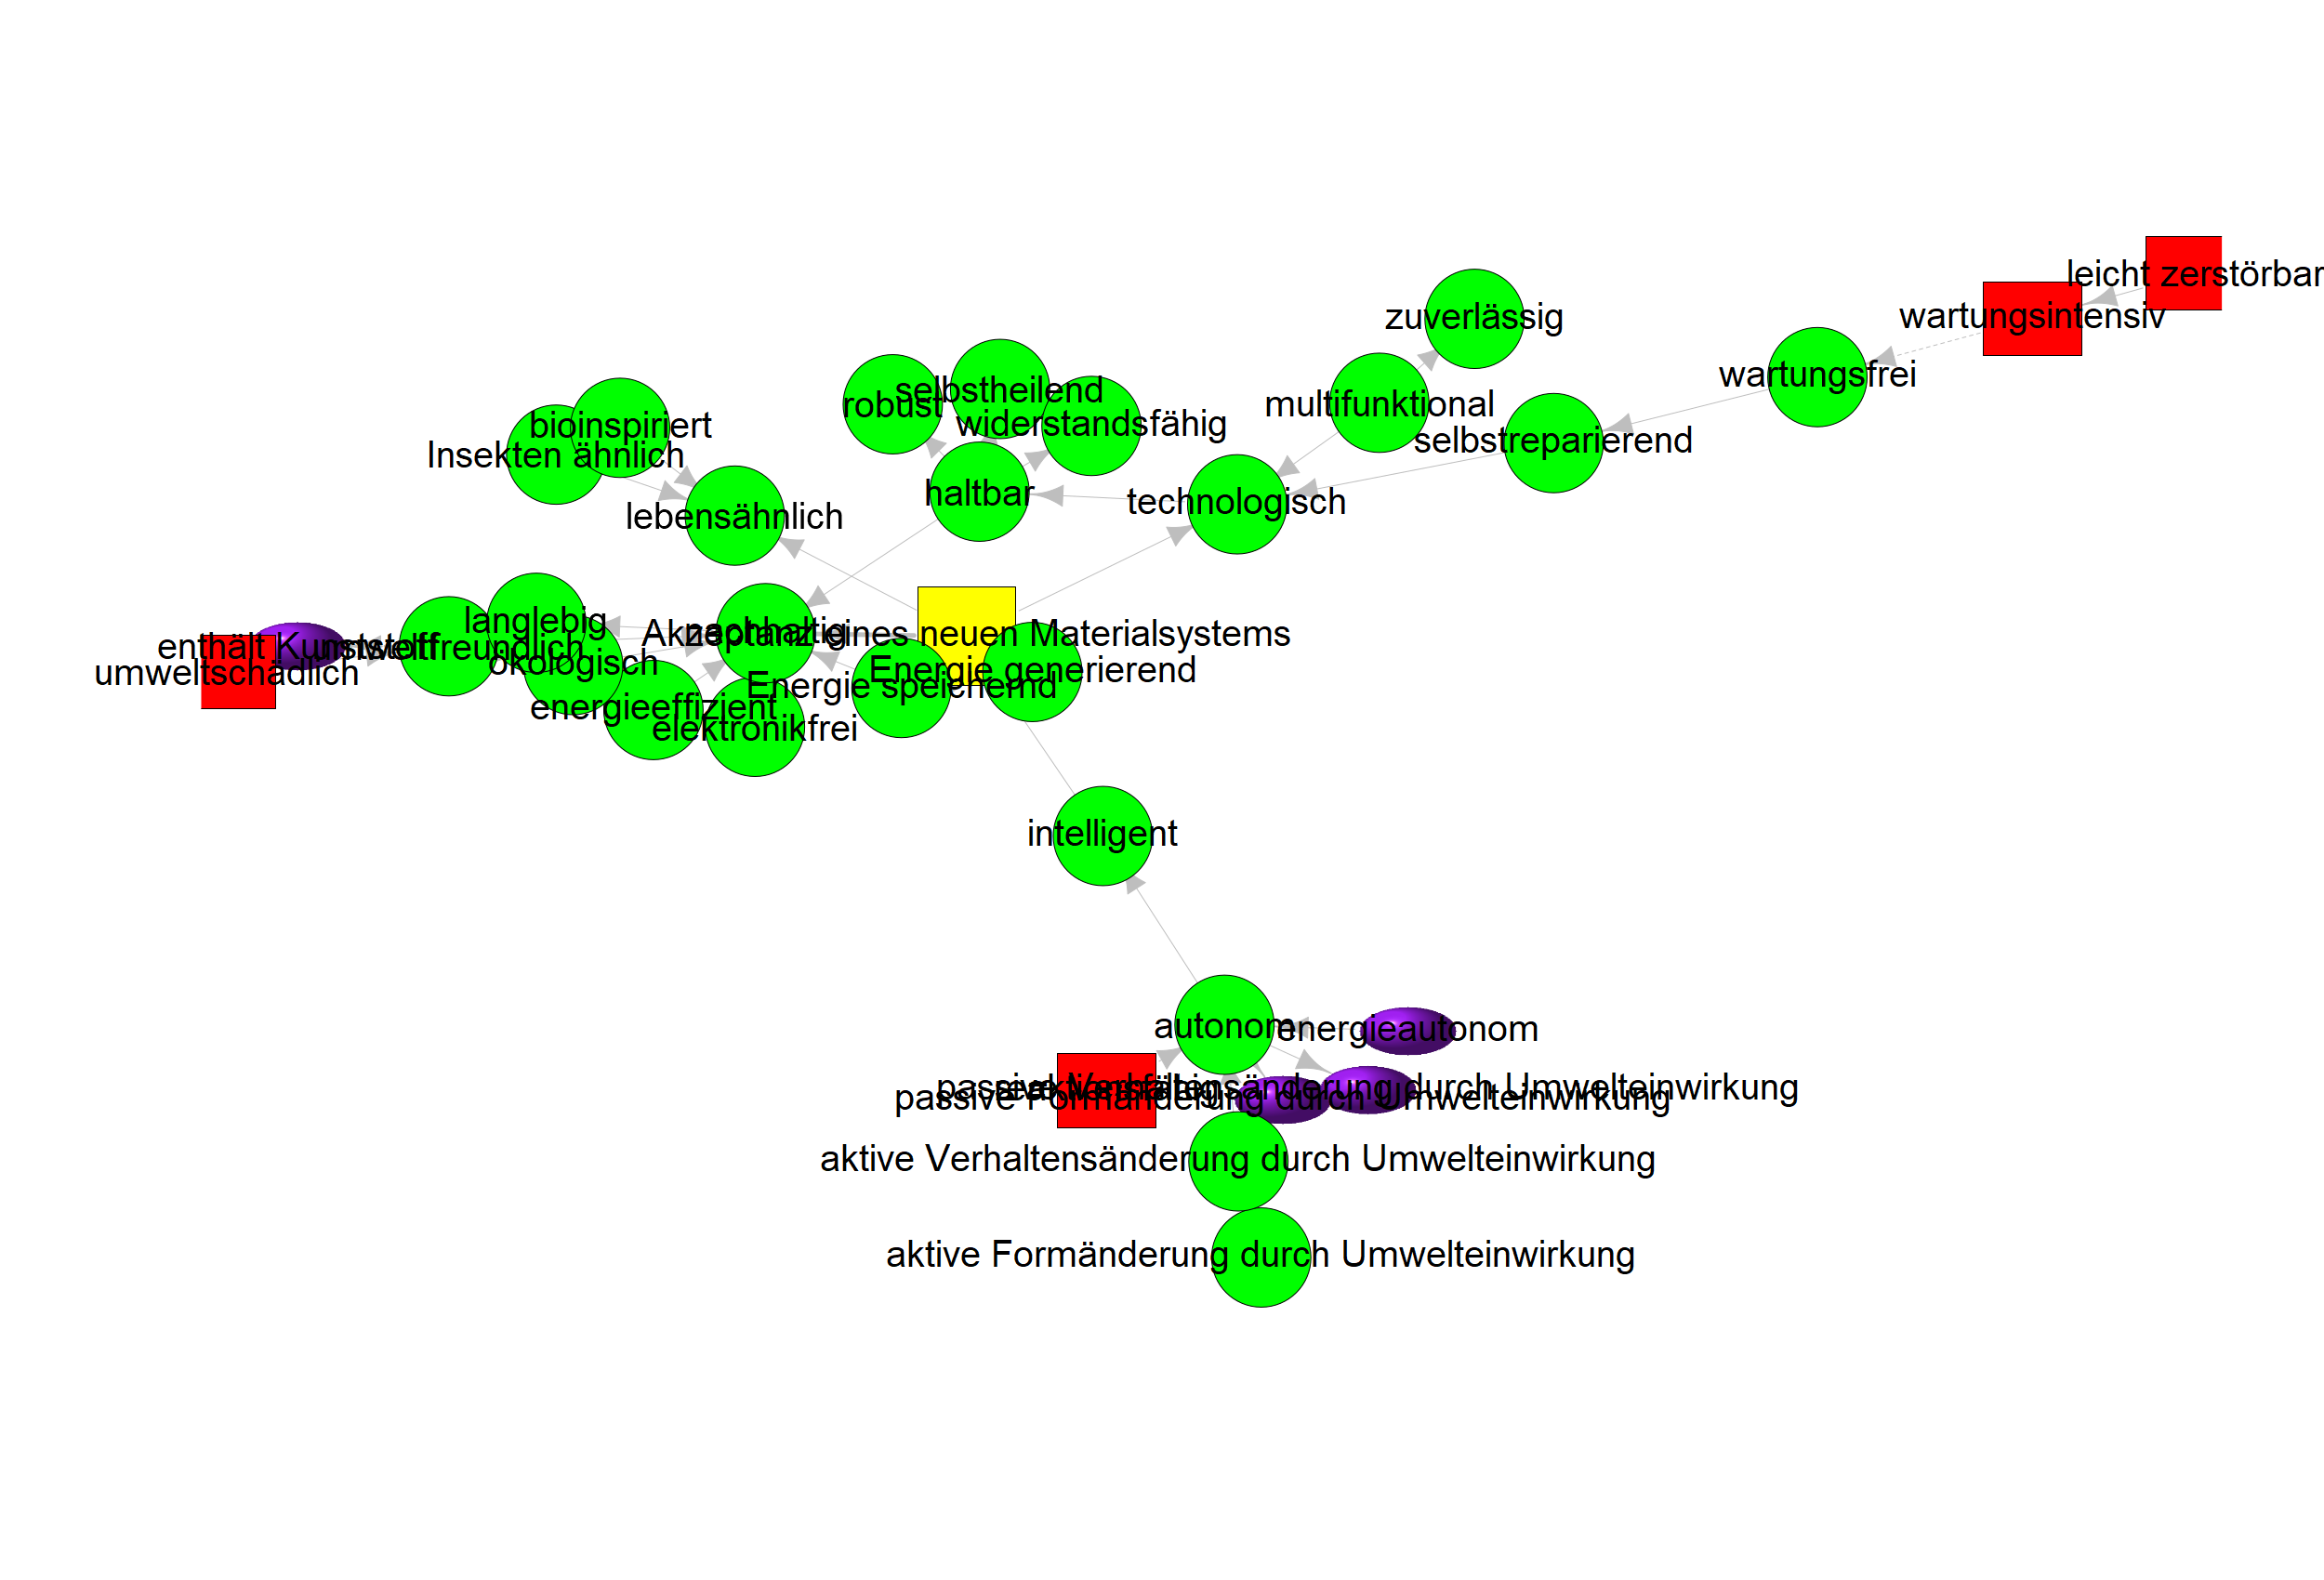 leicht zerstörbar
wartungsintensiv
zuverlässig
wartungsfrei
selbstheilend
robust
multifunktional
widerstandsfähig
bioinspiriert
selbstreparierend
Insekten ähnlich
haltbar
technologisch
lebensähnlich
langlebig
nachhaltig
Akzeptanz eines neuen Materialsystems
enthält Kunststoff
umweltfreundlich
ökologisch
umweltschädlich
Energie generierend
Energie speichernd
energieeffizient
elektronikfrei
intelligent
autonom
energieautonom
passive Verhaltensänderung durch Umwelteinwirkung
reaktionsfähig
passive Formänderung durch Umwelteinwirkung
aktive Verhaltensänderung durch Umwelteinwirkung
aktive Formänderung durch Umwelteinwirkung